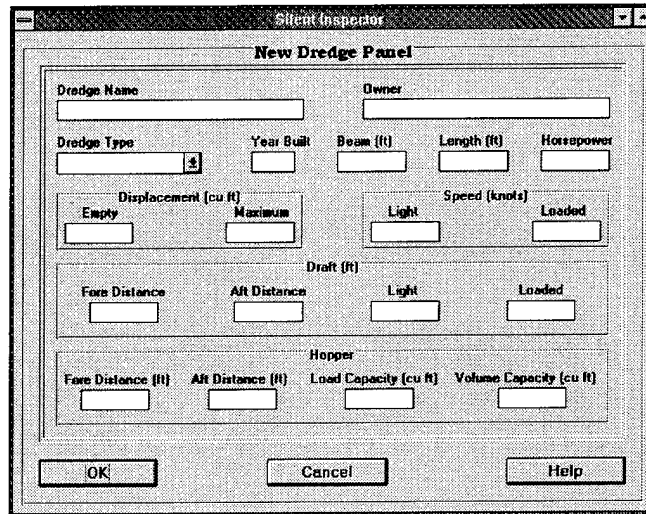 Silent Inspector
New Dredge Panel
Dredge Name Owner
Dredge Type Year Built Beam (ft) Length (ft) Horsepower
Displacement (cu ft) Speed (knots)
Empty Maximum Light Loaded
Draft (ft)
Fore Distance Aft Distance Light Loaded
Hopper
Fore Distance (ft) Aft Distance (ft) Load Capacity (cu ft) Volume Capacity (cu ft)
OK Cancel Help